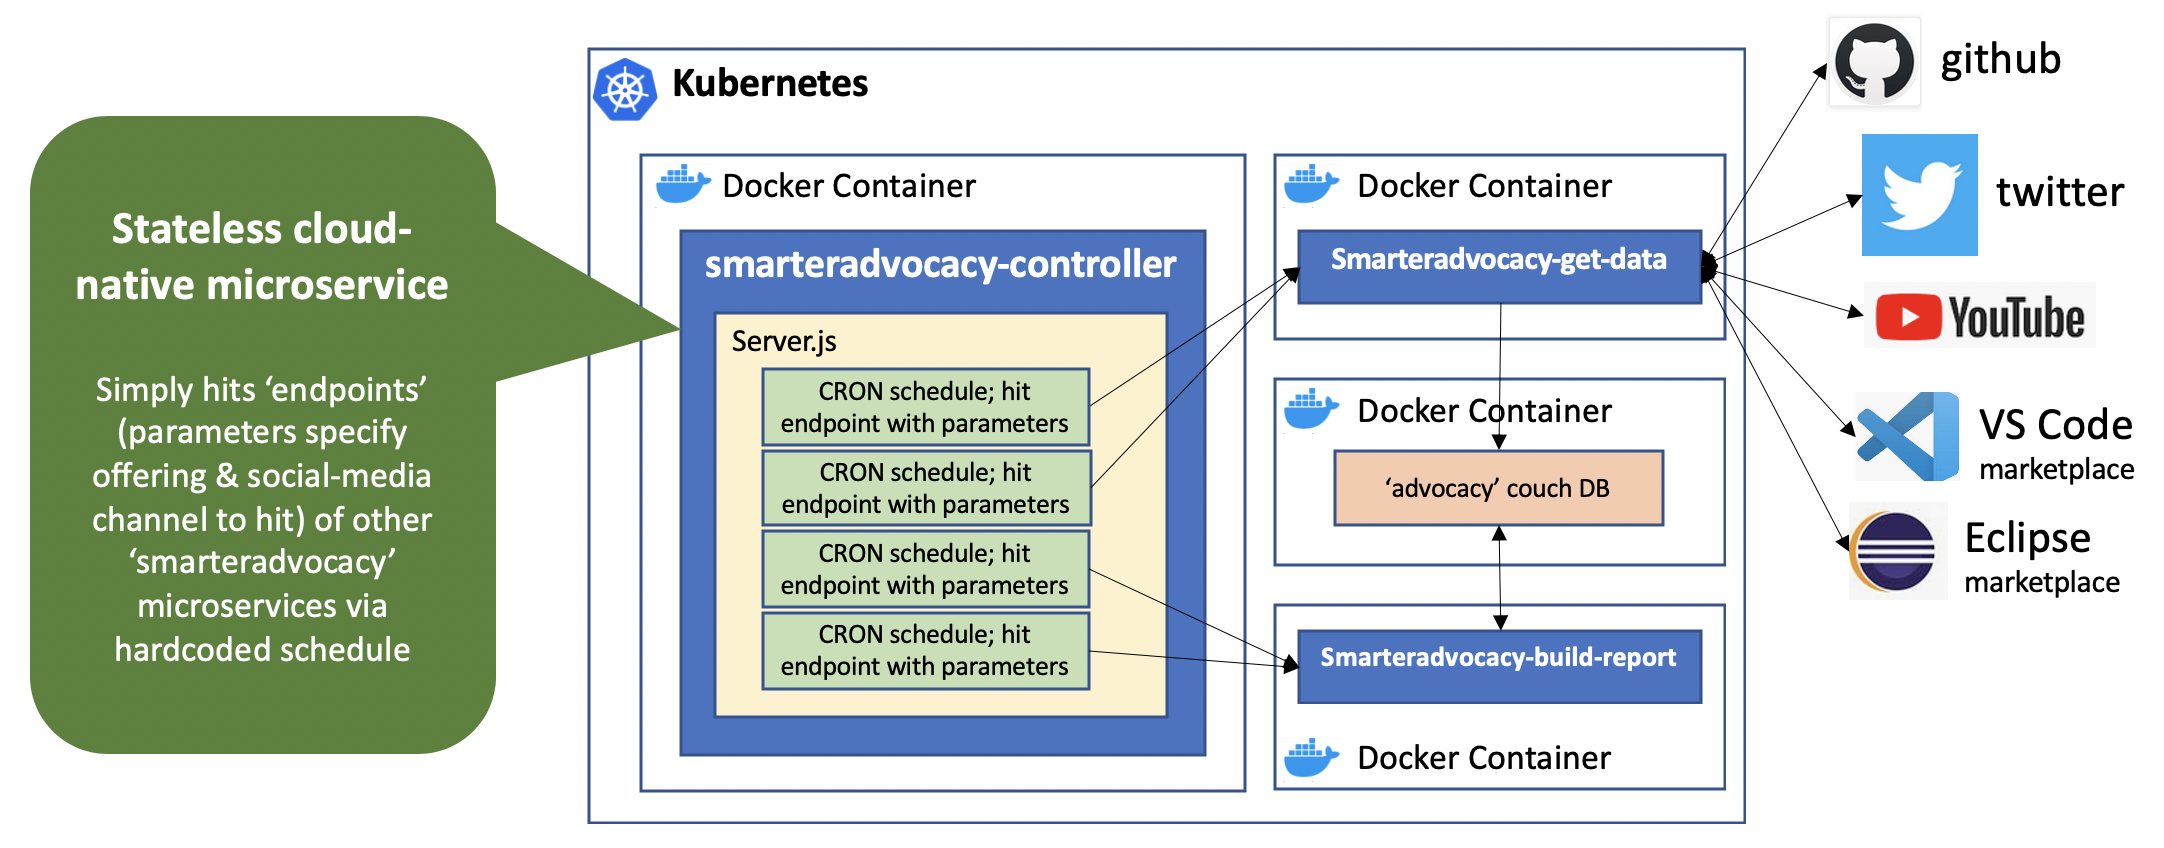 Stateless cloud-
native microservice
Simply hits ‘endpoints’
(parameters specify
offering & social-media
channel to hit) of other
‘smarteradvocacy’
microservices via
hardcoded schedule
Kubernetes
Docker Container
smarteradvocacy-controller
Server.js
CRON schedule; hit
endpoint with parameters
CRON schedule; hit
endpoint with parameters
CRON schedule; hit
endpoint with parameters
CRON schedule; hit
endpoint with parameters
Docker Container
Smarteradvocacy-get-data
Docker Container
‘advocacy’ couch DB
Smarteradvocacy-build-report
Docker Container
github
twitter
YouTube
VS Code
marketplace
Eclipse
marketplace